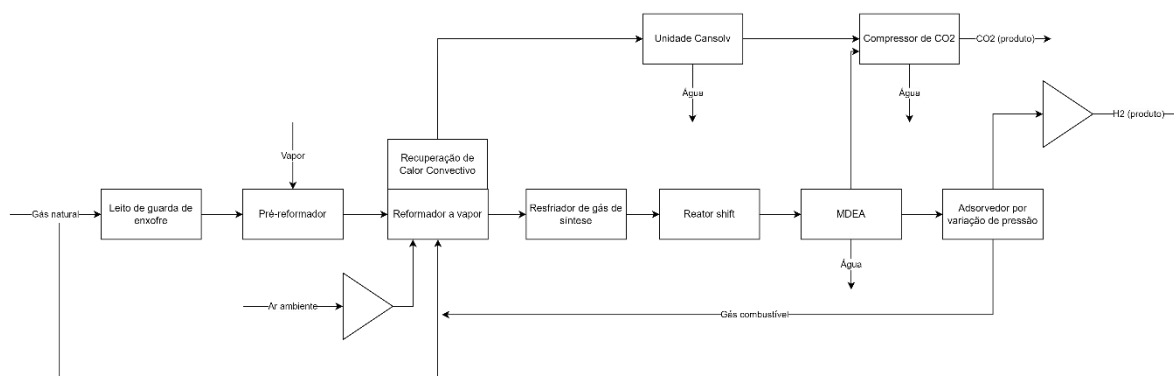 Unidade Cansolv
Compressor de CO2
CO2 (produto)
Água
Água
H2 (produto)
Vapor
Recuperação de
Calor Convectivo
Gás natural
Leito de guarda de
enxofre
Pré-reformador
Reformador a vapor
Resfriador de gás de
síntese
Reator shift
MDEA
Adsorvedor por
variação de pressão
Água
Ar ambiente
Gás combustível